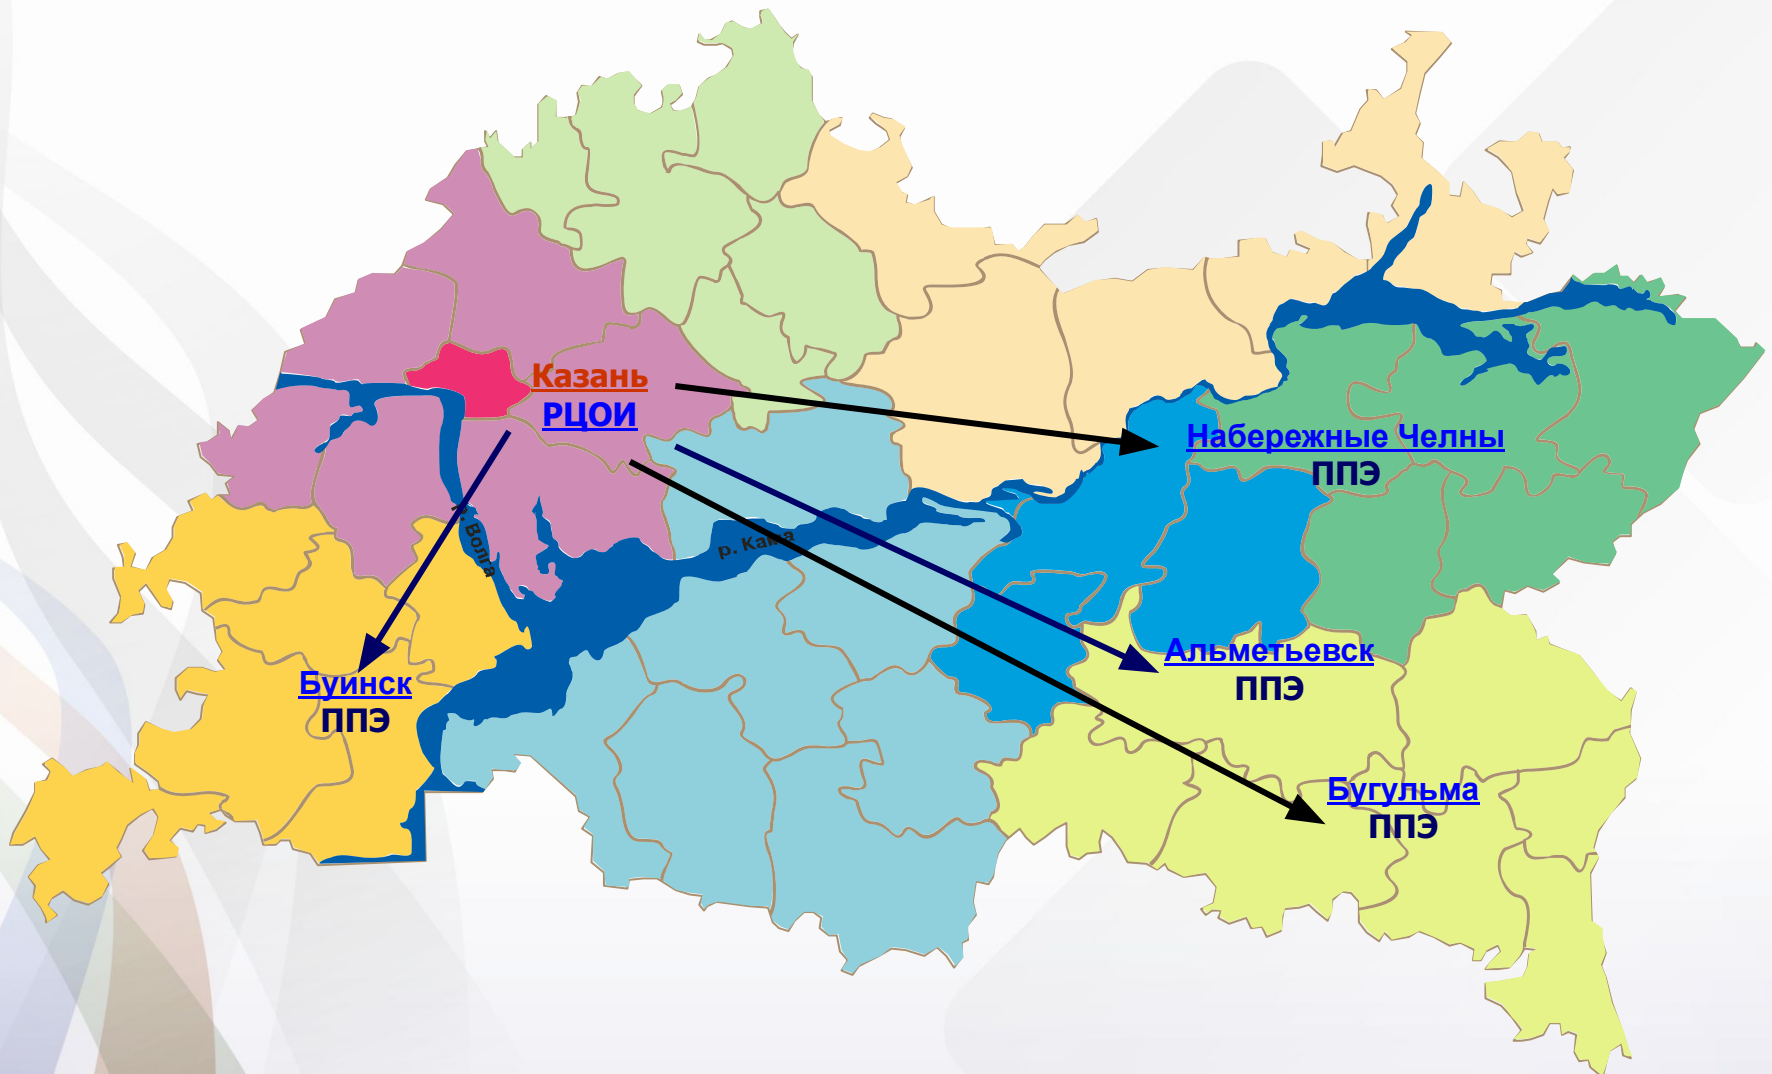 Казань
РЦОИ
Набережные Челны
ППЭ
р. Волга
р. Кама
Альметьевск
ППЭ
Буинск
ППЭ
Бугульма
ППЭ